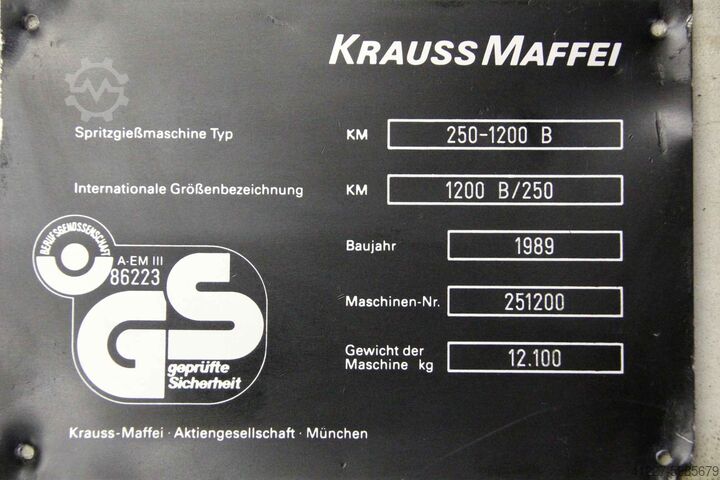 KRAUSS MAFFEI
Spritzgießmaschine Typ KM 250-1200 B
Internationale Größenbezeichnung KM 1200 B/250
Baujahr 1989
Maschinen-Nr. 251200
Gewicht der
Maschine kg 12.100
BERUFSGENOSSENSCHAFT
A-EM III
86223
GS
geprüfte
Sicherheit
Krauss-Maffei · Aktiengesellschaft · München